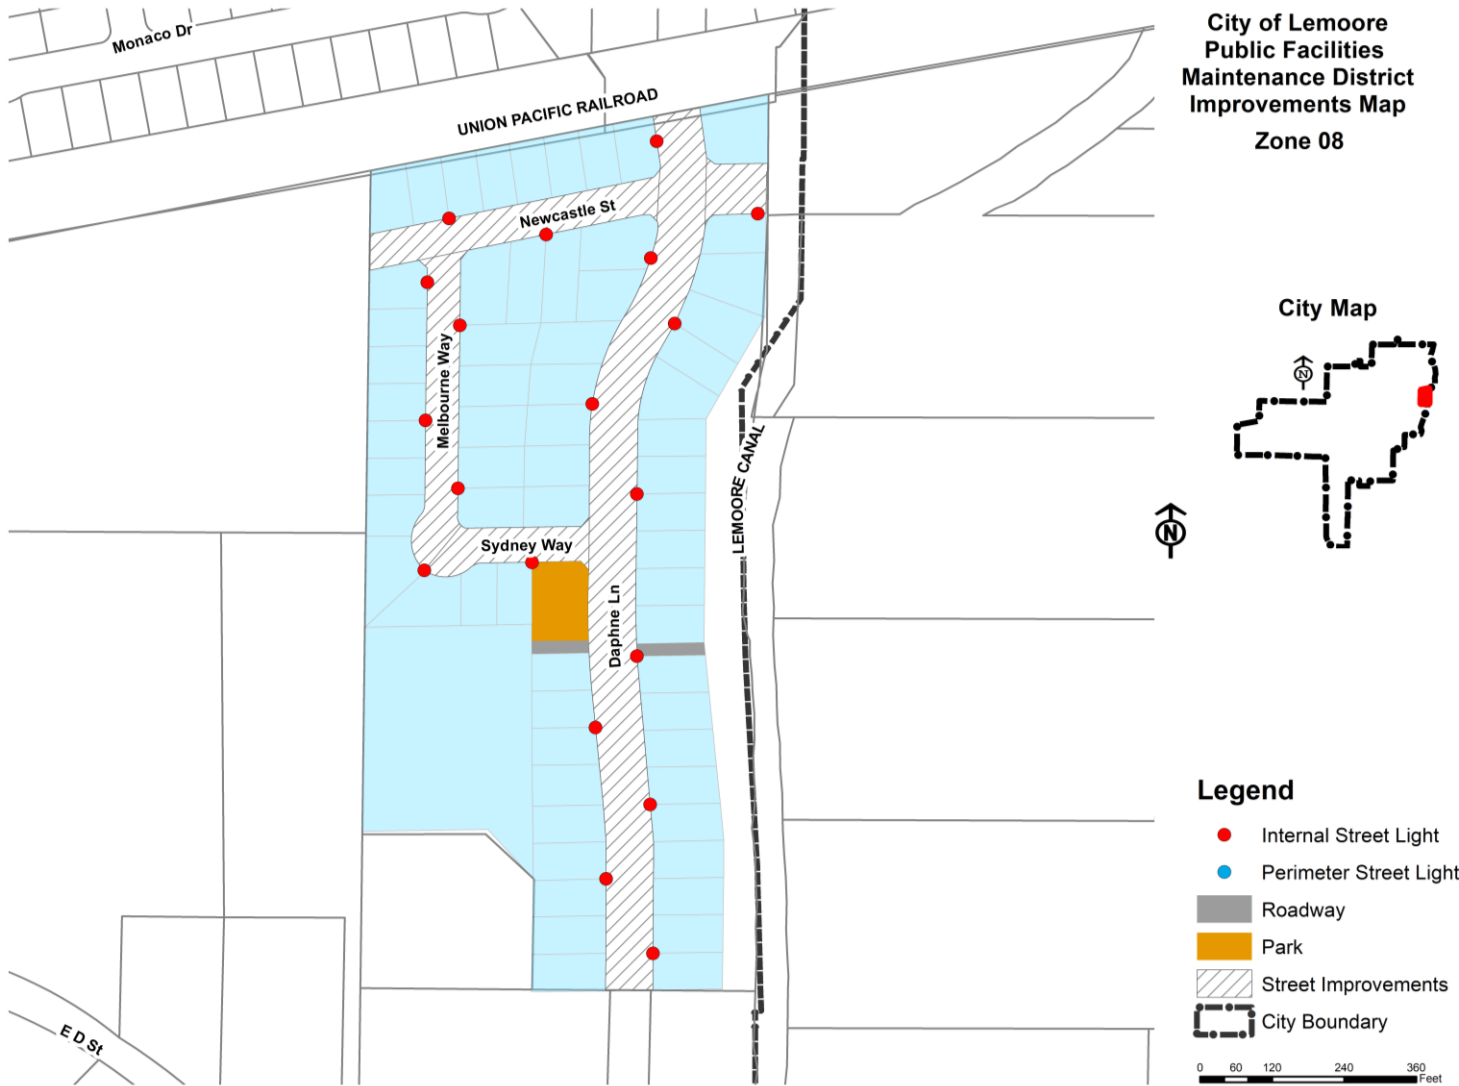 City of Lemoore
Public Facilities
Maintenance District
Improvements Map
Zone 08
Monaco Dr
UNION PACIFIC RAILROAD
Newcastle St
Melbourne Way
Sydney Way
Daphne Ln
LEMOORE CANAL
E D St
City Map
N
N
Legend
Internal Street Light
Perimeter Street Light
Roadway
Park
Street Improvements
City Boundary
0 60 120 240 360
Feet